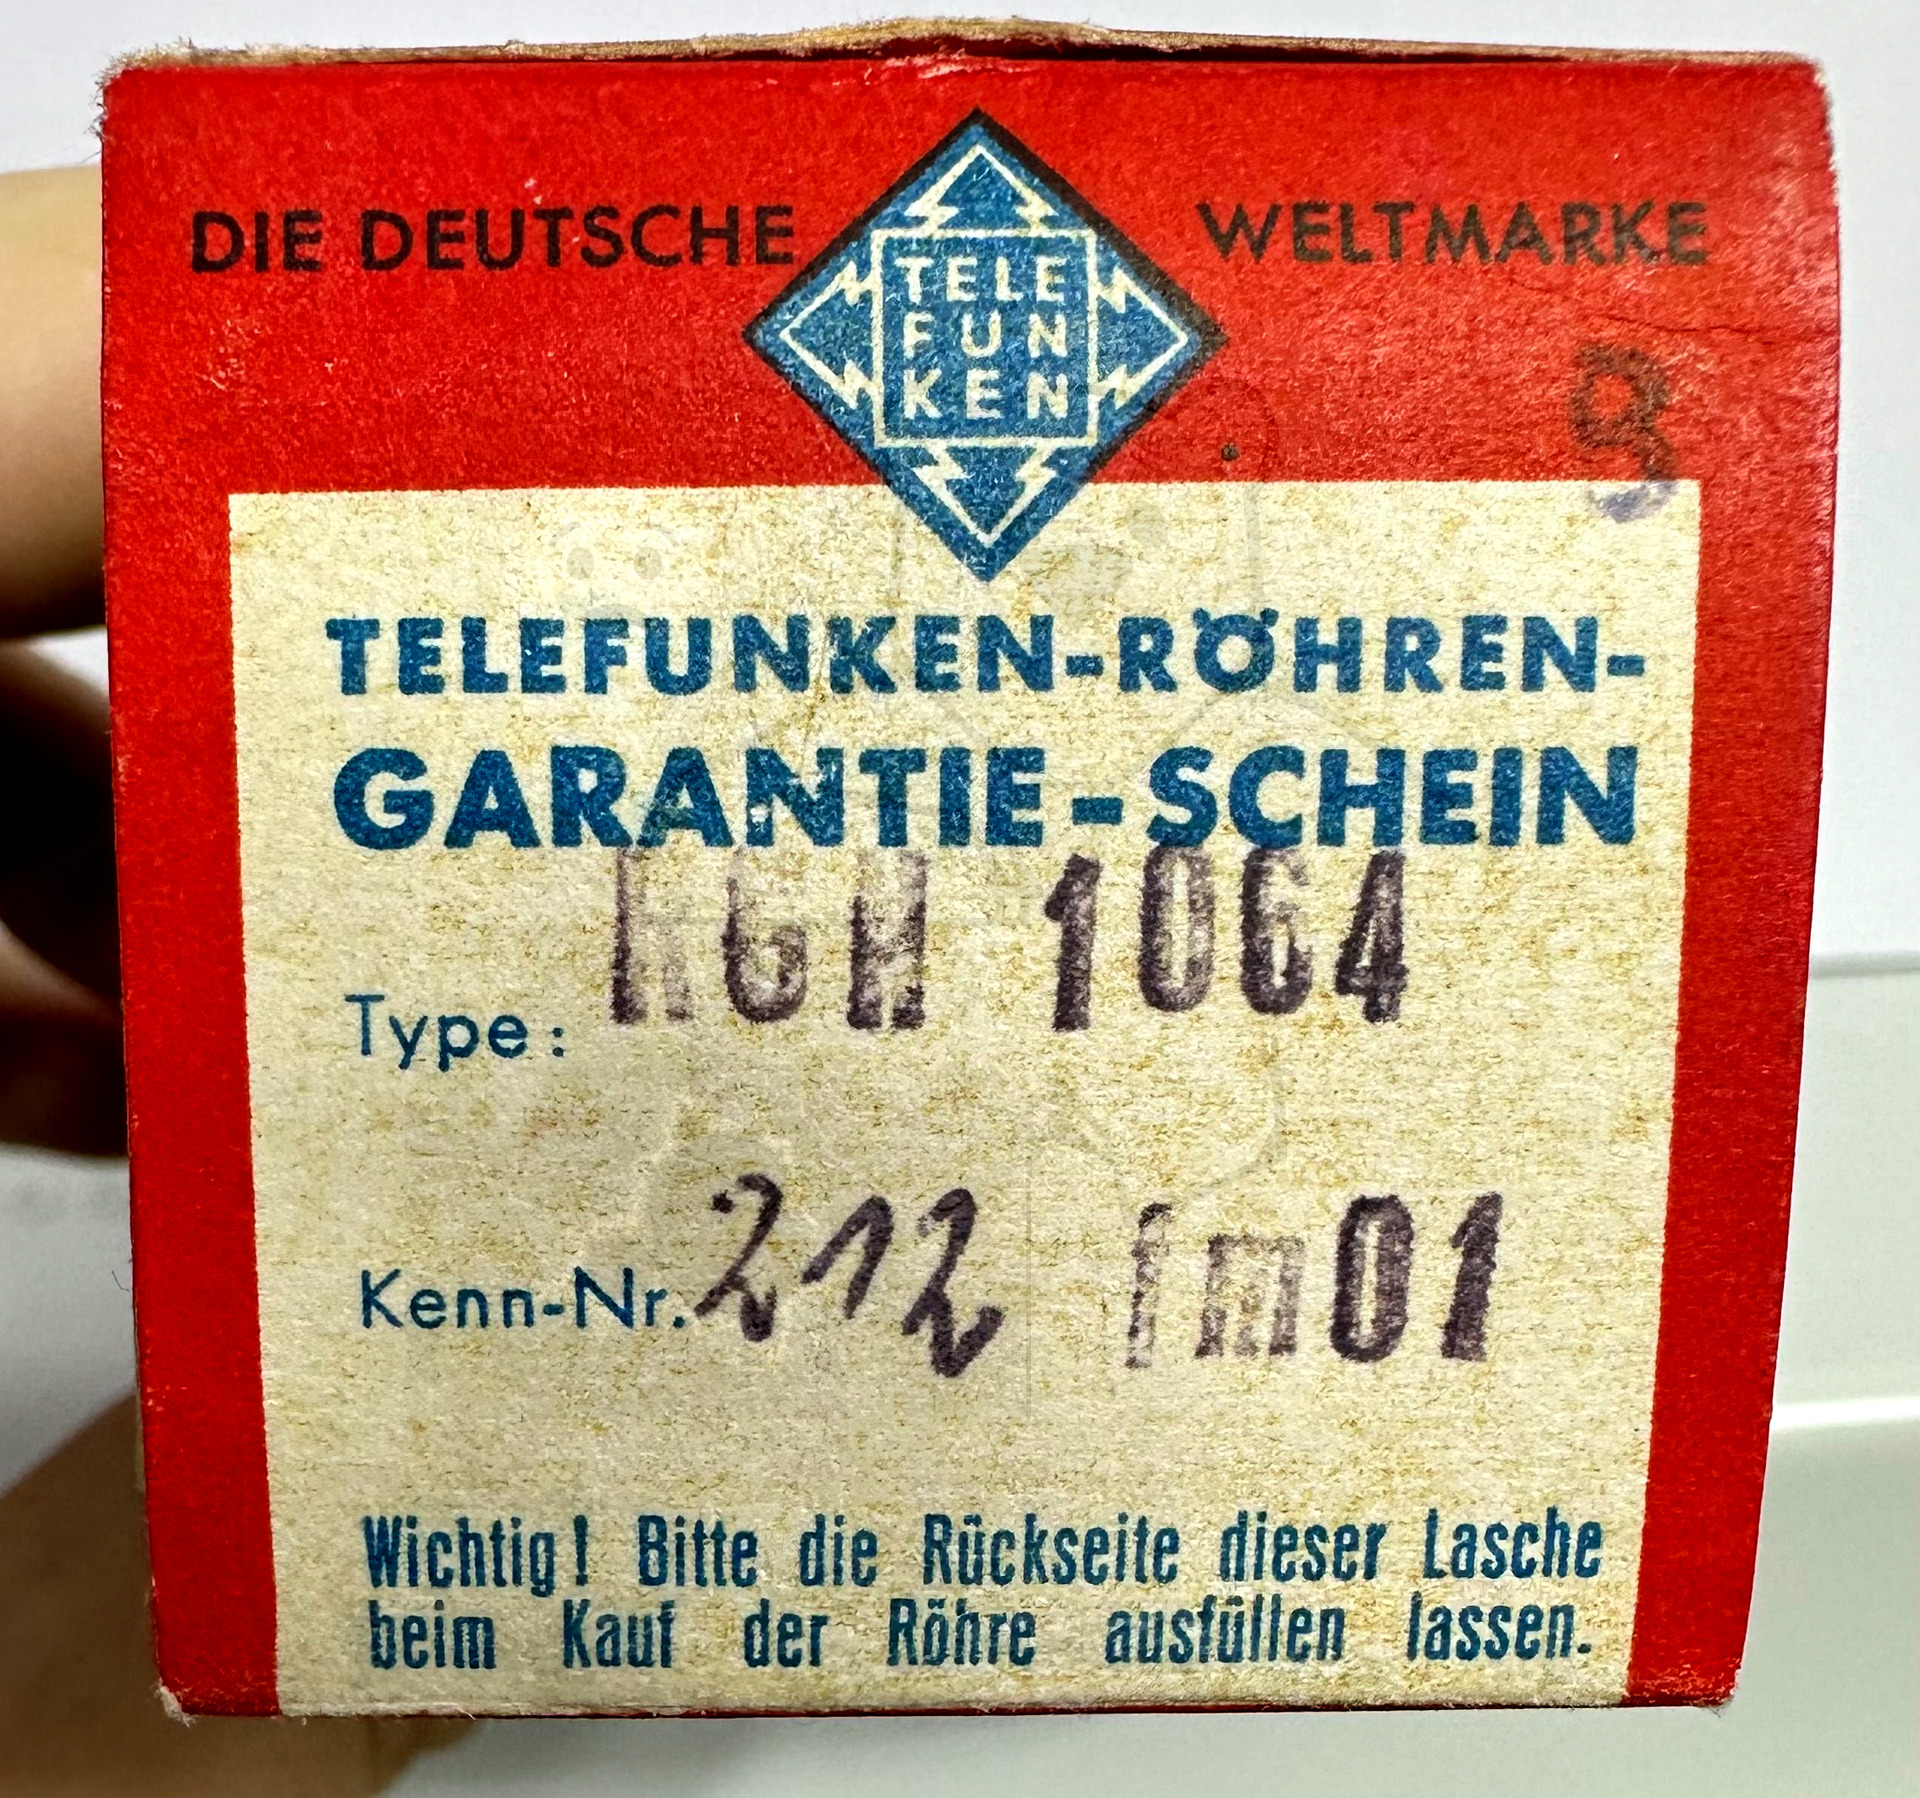 DIE DEUTSCHE WELTMARKE
TELE
FUN
KEN
9
TELEFUNKEN-RÖHREN-
GARANTIE-SCHEIN
Type: RGN 1064
Kenn-Nr. 212 fm01
Wichtig! Bitte die Rückseite dieser Lasche
beim Kauf der Röhre ausfüllen lassen.